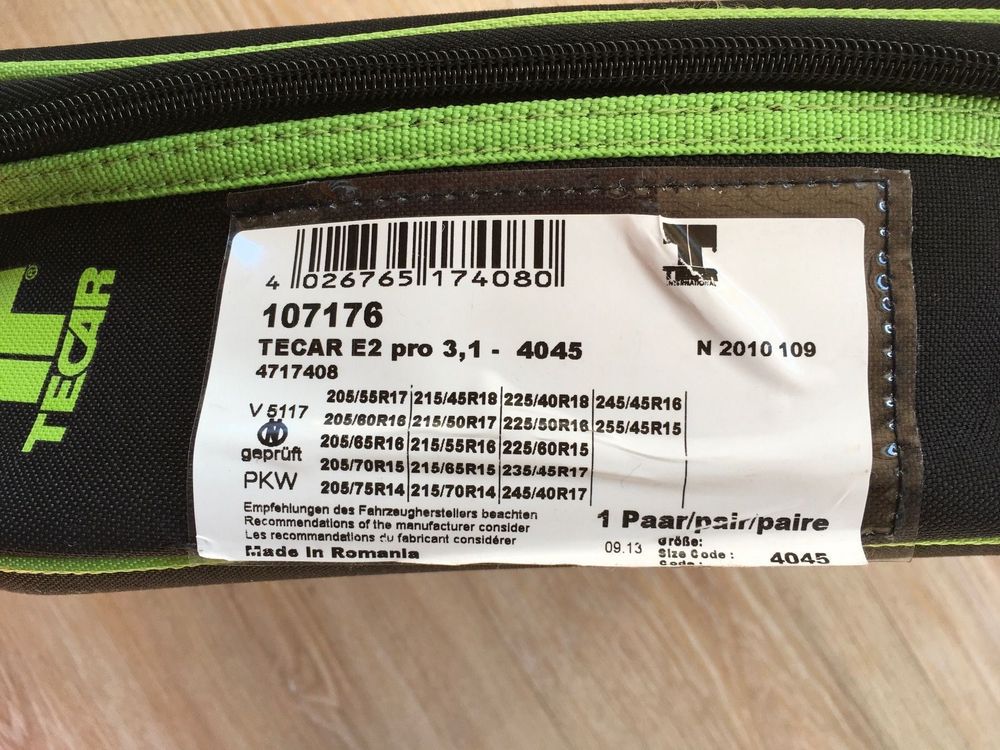 TECAR
®
4 026765 174080
TECAR
INTERNATIONAL
107176
TECAR E2 pro 3,1 - 4045
N 2010 109
4717408
V 5117
geprüft
PKW
205/55R17 215/45R18 225/40R18 245/45R16
205/60R16 215/50R17 225/50R16 255/45R15
205/65R16 215/55R16 225/60R15
205/70R15 215/65R15 235/45R17
205/75R14 215/70R14 245/40R17
Empfehlungen des Fahrzeugherstellers beachten
Recommendations of the manufacturer consider
Les recommandations du fabricant considérer
Made in Romania
1 Paar/pair/paire
09.13
Größe:
Size Code : 4045
Code :